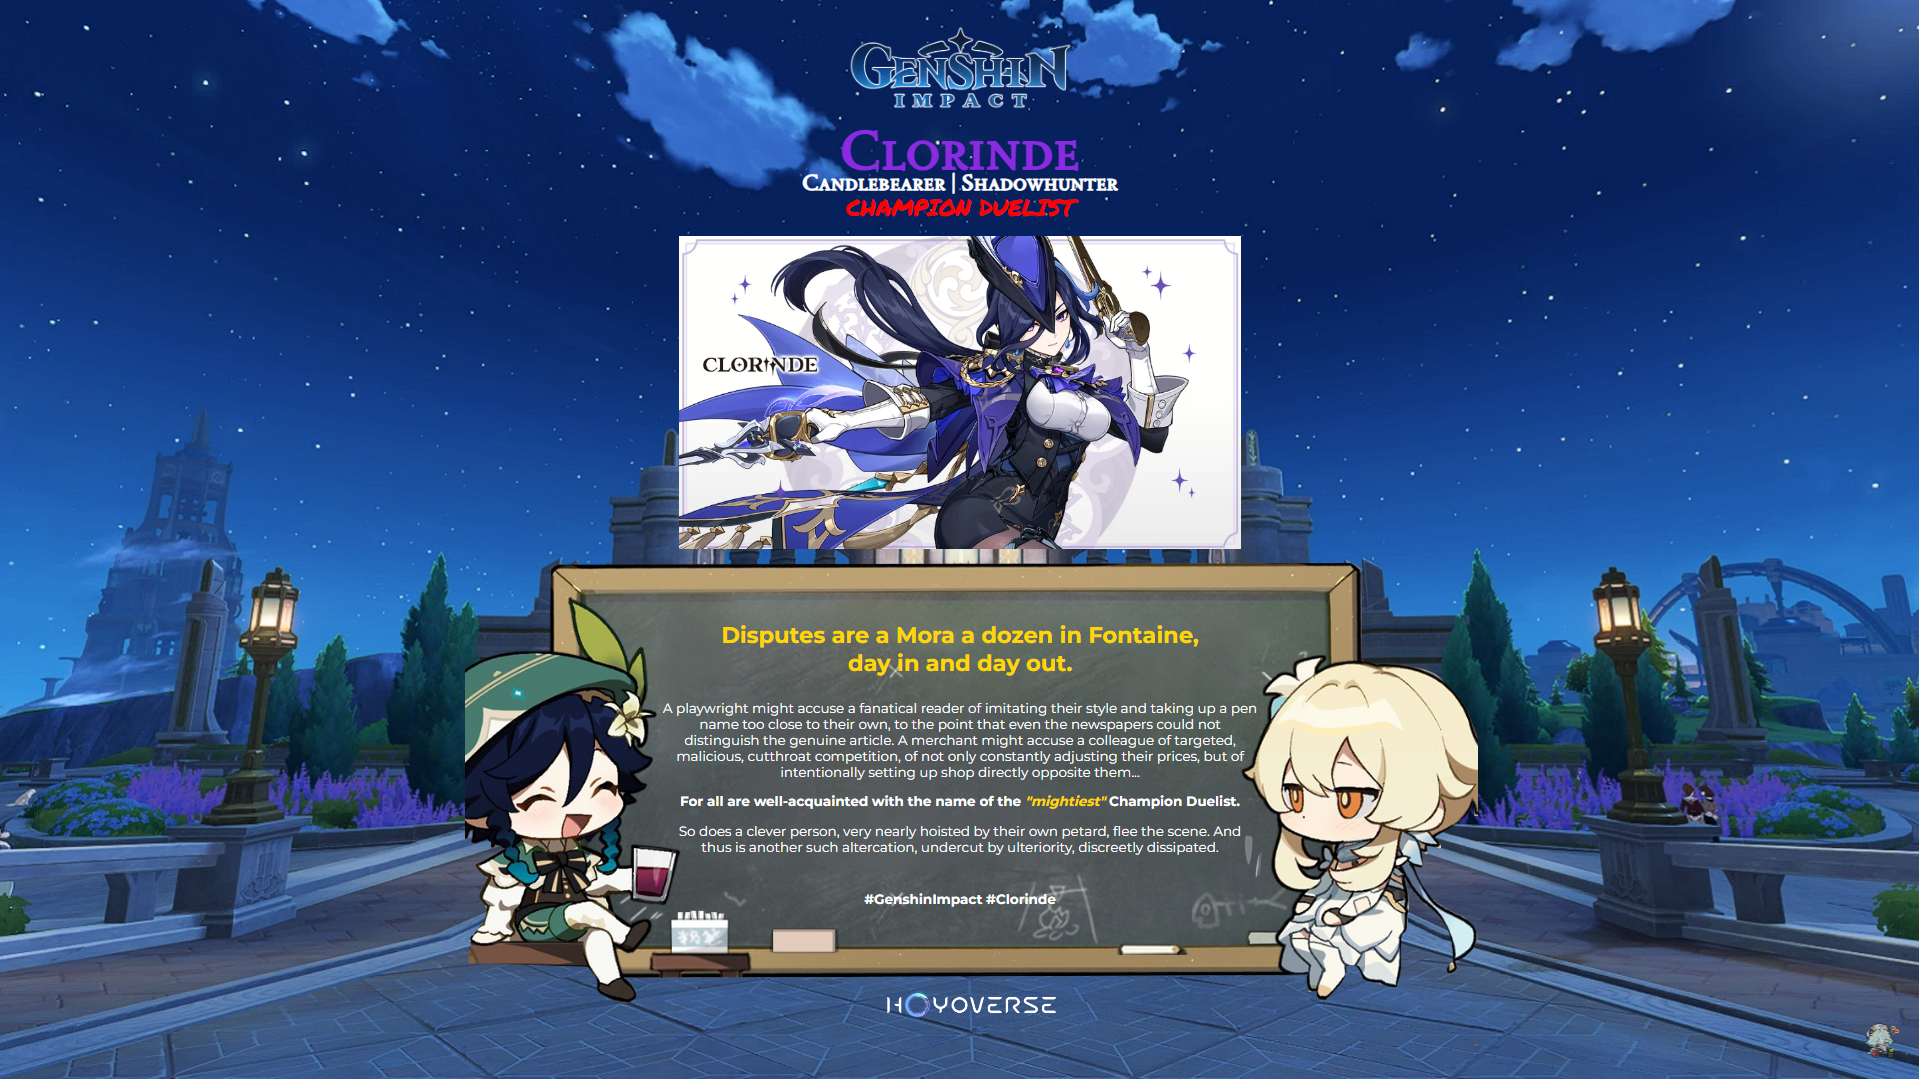 GENSHIN
IMPACT
CLORINDE
CANDLEBEARER | SHADOWHUNTER
CHAMPION DUELIST
CLORINDE
Disputes are a Mora a dozen in Fontaine,
day in and day out.
A playwright might accuse a fanatical reader of imitating their style and taking up a pen
name too close to their own, to the point that even the newspapers could not
distinguish the genuine article. A merchant might accuse a colleague of targeted,
malicious, cutthroat competition, of not only constantly adjusting their prices, but of
intentionally setting up shop directly opposite them...
For all are well-acquainted with the name of the "mightiest" Champion Duelist.
So does a clever person, very nearly hoisted by their own petard, flee the scene. And
thus is another such altercation, undercut by ulteriority, discreetly dissipated.
#GenshinImpact #Clorinde
粉笔
HOYOVERSE